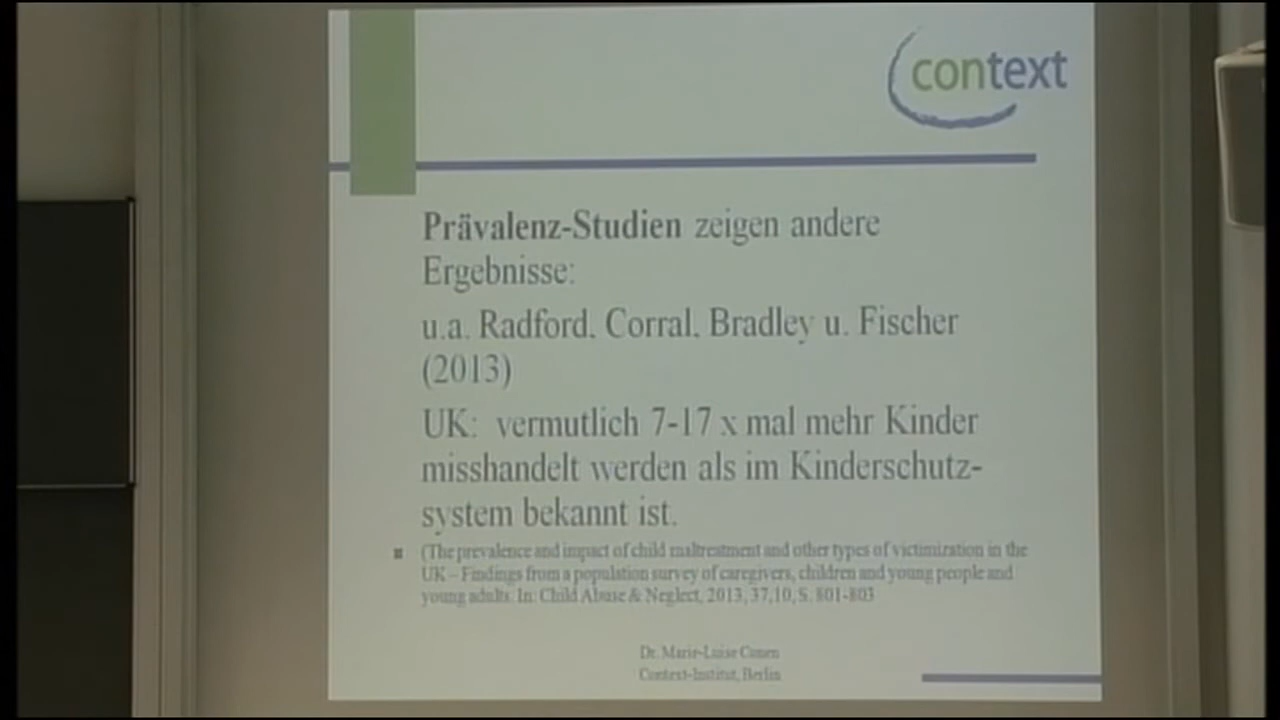 context
Prävalenz-Studien zeigen andere
Ergebnisse:
u.a. Radford, Corral, Bradley u. Fischer
(2013)
UK: vermutlich 7-17 x mal mehr Kinder
misshandelt werden als im Kinderschutz-
system bekannt ist.
(The prevalence and impact of child maltreatment and other types of victimization in the
UK – Findings from a population survey of caregivers, children and young people and
young adults. In: Child Abuse & Neglect, 2013, 37,10, S. 801-803
Dr. Marie-Luise Conen
Context-Institut, Berlin